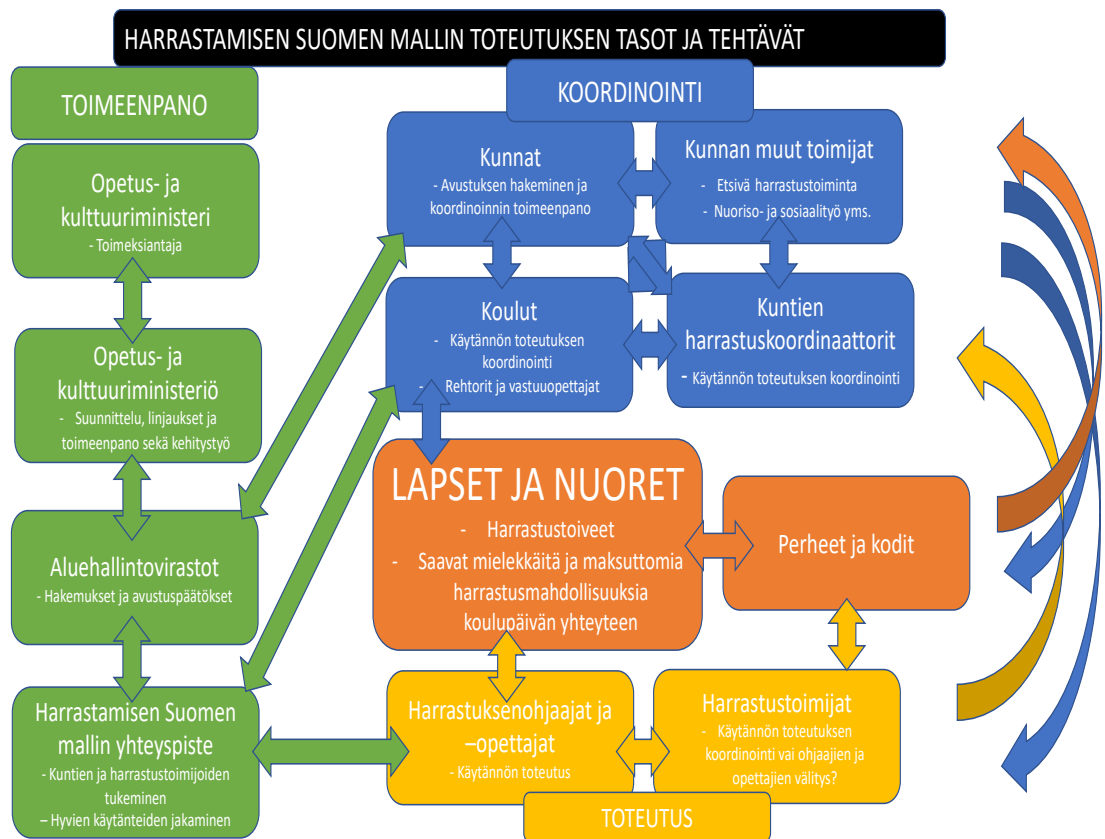 HARRASTAMISEN SUOMEN MALLIN TOTEUTUKSEN TASOT JA TEHTÄVÄT
TOIMEENPANO
Opetus- ja
kulttuuriministeri
- Toimeksiantaja
Opetus- ja
kulttuuriministeriö
- Suunnittelu, linjaukset ja
toimeenpano sekä kehitystyö
Aluehallintovirastot
- Hakemukset ja avustuspäätökset
Harrastamisen Suomen
mallin yhteyspiste
- Kuntien ja harrastustoimijoiden
tukeminen
– Hyvien käytänteiden jakaminen
KOORDINOINTI
Kunnat
- Avustuksen hakeminen ja
koordinoinnin toimeenpano
Kunnan muut toimijat
- Etsivä harrastustoiminta
- Nuoriso- ja sosiaalityö yms.
Koulut
- Käytännön toteutuksen
koordinointi
- Rehtorit ja vastuuopettajat
Kuntien
harrastuskoordinaattorit
- Käytännön toteutuksen koordinointi
LAPSET JA NUORET
- Harrastustoiveet
- Saavat mielekkäitä ja maksuttomia
harrastusmahdollisuuksia
koulupäivän yhteyteen
Perheet ja kodit
Harrastuksenohjaajat ja
–opettajat
- Käytännön toteutus
Harrastustoimijat
- Käytännön toteutuksen
koordinointi vai ohjaajien ja
opettajien välitys?
TOTEUTUS